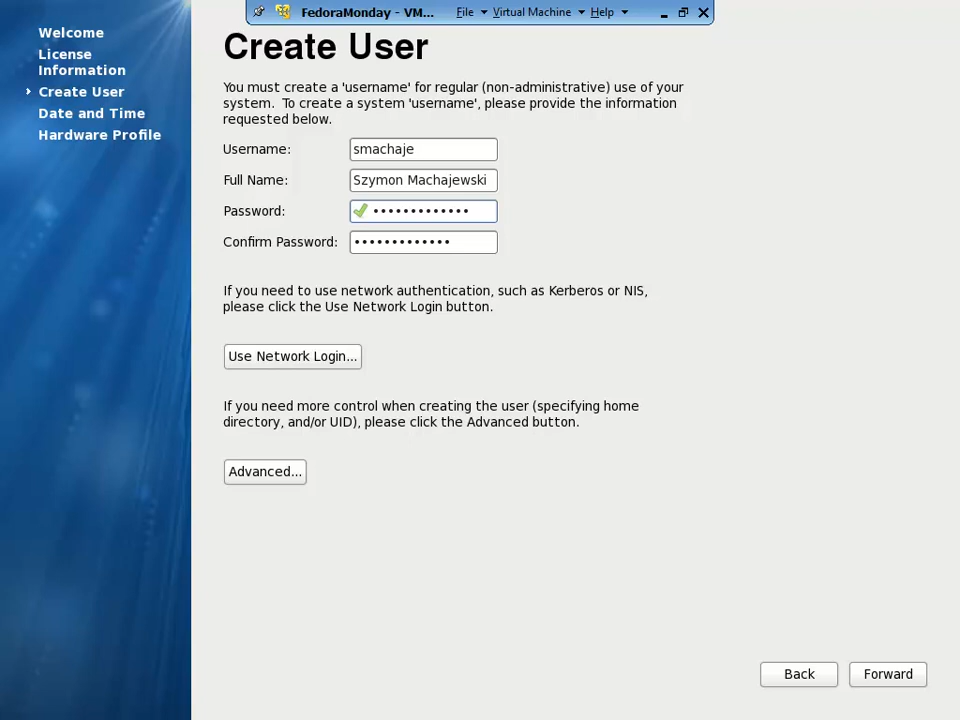 FedoraMonday - VM... File Virtual Machine Help
Welcome
License
Information
Create User
Date and Time
Hardware Profile
Create User
You must create a 'username' for regular (non-administrative) use of your
system.  To create a system 'username', please provide the information
requested below.
Username: smachaje
Full Name: Szymon Machajewski
Password: •••••••••••••
Confirm Password: •••••••••••••
If you need to use network authentication, such as Kerberos or NIS,
please click the Use Network Login button.
Use Network Login...
If you need more control when creating the user (specifying home
directory, and/or UID), please click the Advanced button.
Advanced...
Back Forward